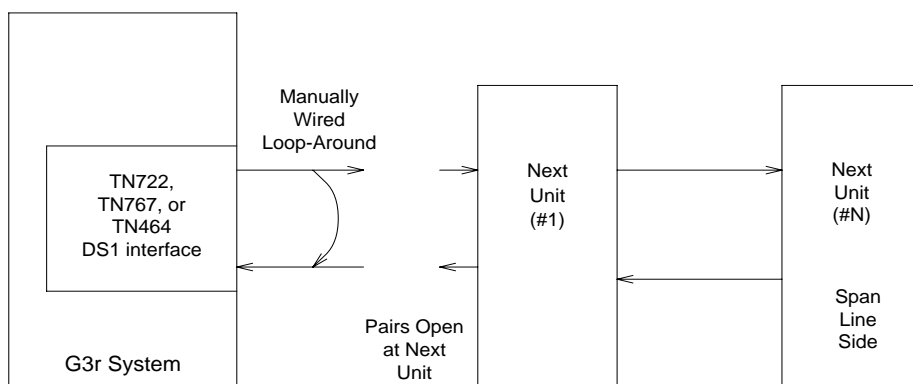 Manually
Wired
Loop-Around
TN722,
TN767, or
TN464
DS1 interface
G3r System
Next
Unit
(#1)
Next
Unit
(#N)
Pairs Open
at Next
Unit
Span
Line
Side